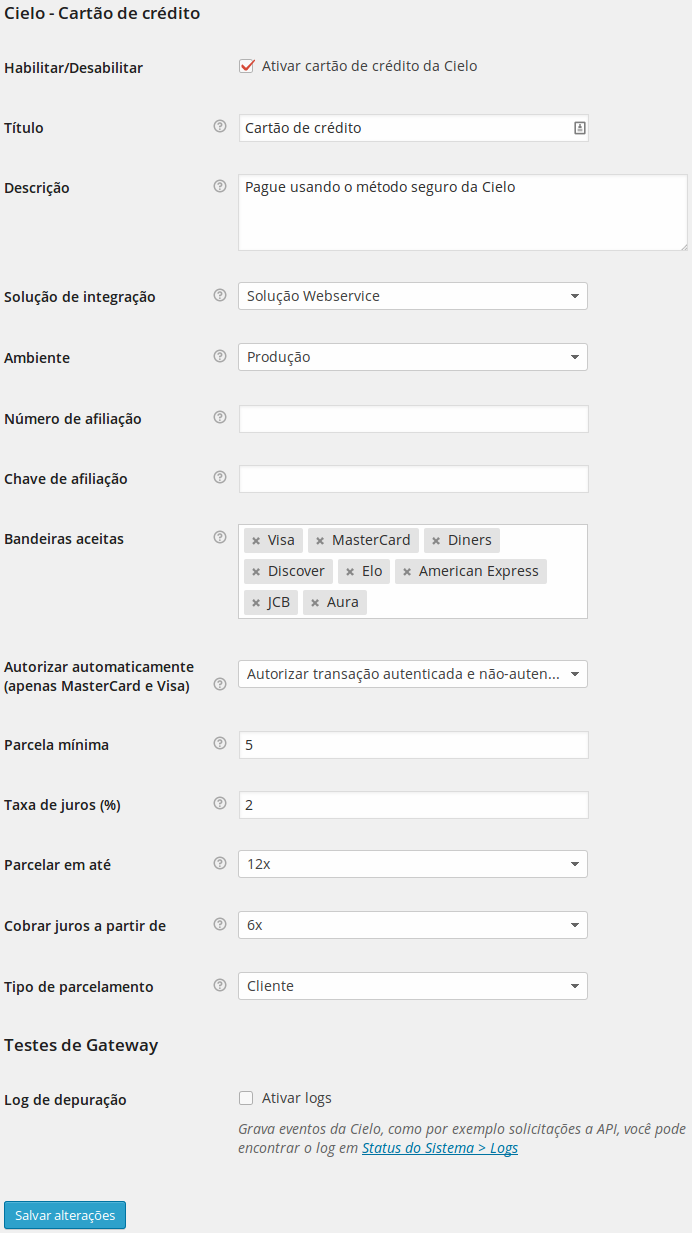 Cielo - Cartão de crédito
Habilitar/Desabilitar
Ativar cartão de crédito da Cielo
Título
Cartão de crédito
Descrição
Pague usando o método seguro da Cielo
Solução de integração
Solução Webservice
Ambiente
Produção
Número de afiliação
Chave de afiliação
Bandeiras aceitas
× Visa × MasterCard × Diners
× Discover × Elo × American Express
× JCB × Aura
Autorizar automaticamente
(apenas MasterCard e Visa)
Autorizar transação autenticada e não-auten...
Parcela mínima
5
Taxa de juros (%)
2
Parcelar em até
12x
Cobrar juros a partir de
6x
Tipo de parcelamento
Cliente
Testes de Gateway
Log de depuração
Ativar logs
Grava eventos da Cielo, como por exemplo solicitações a API, você pode
encontrar o log em Status do Sistema > Logs
Salvar alterações